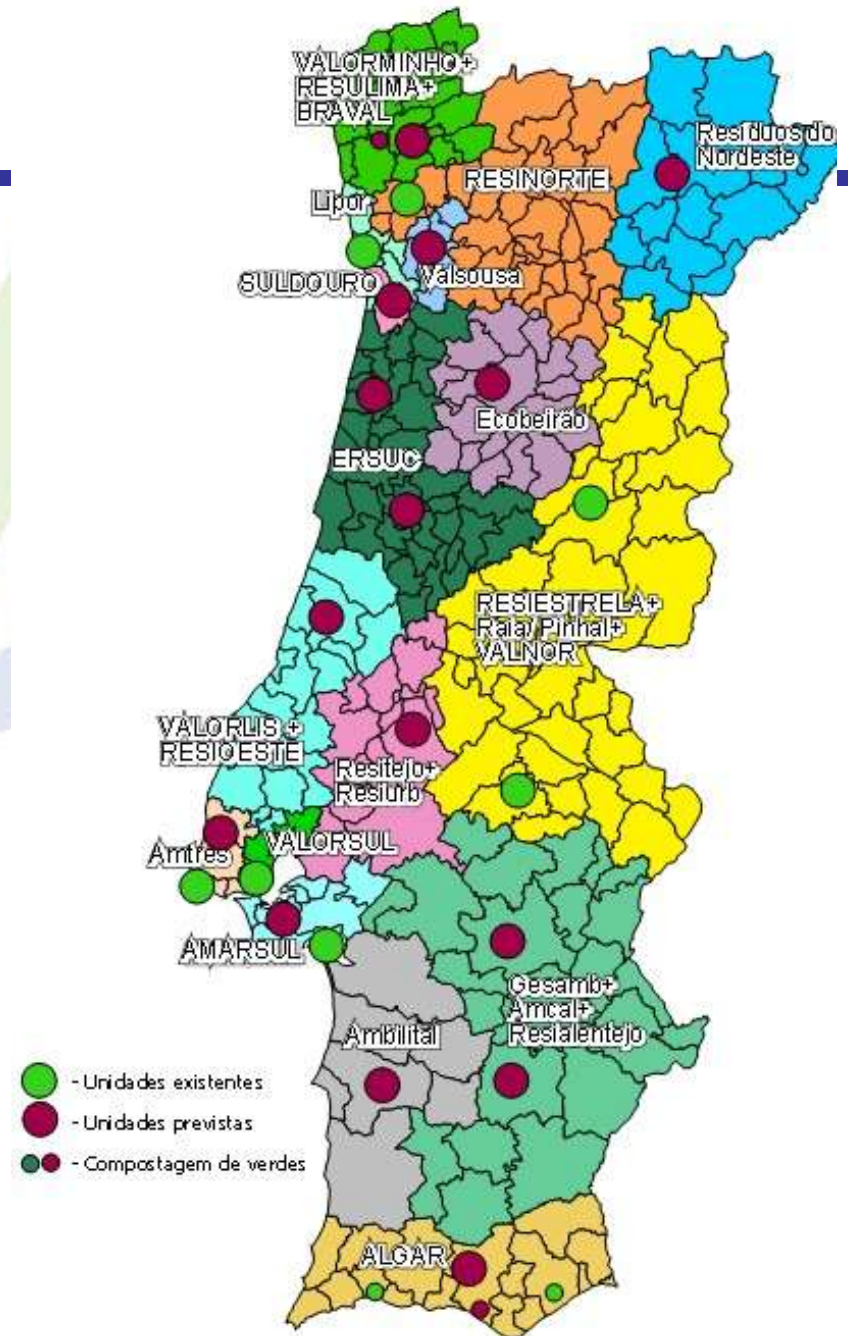 VALORMINHO+
RESULIMA+
BRAVAL
Resíduos do
Nordeste
RESINORTE
Lipor
Valsousa
SULDOURO
Ecobeirão
ERSUC
RESIESTRELA+
Raia/ Pinhal+
VALNOR
VALORLIS +
RESIOESTE
Resitejo+
Resiurb
VALORSUL
Amtres
AMARSUL
Gesamb+
Amcal+
Resialentejo
Ambilital
- Unidades existentes
- Unidades previstas
- Compostagem de verdes
ALGAR